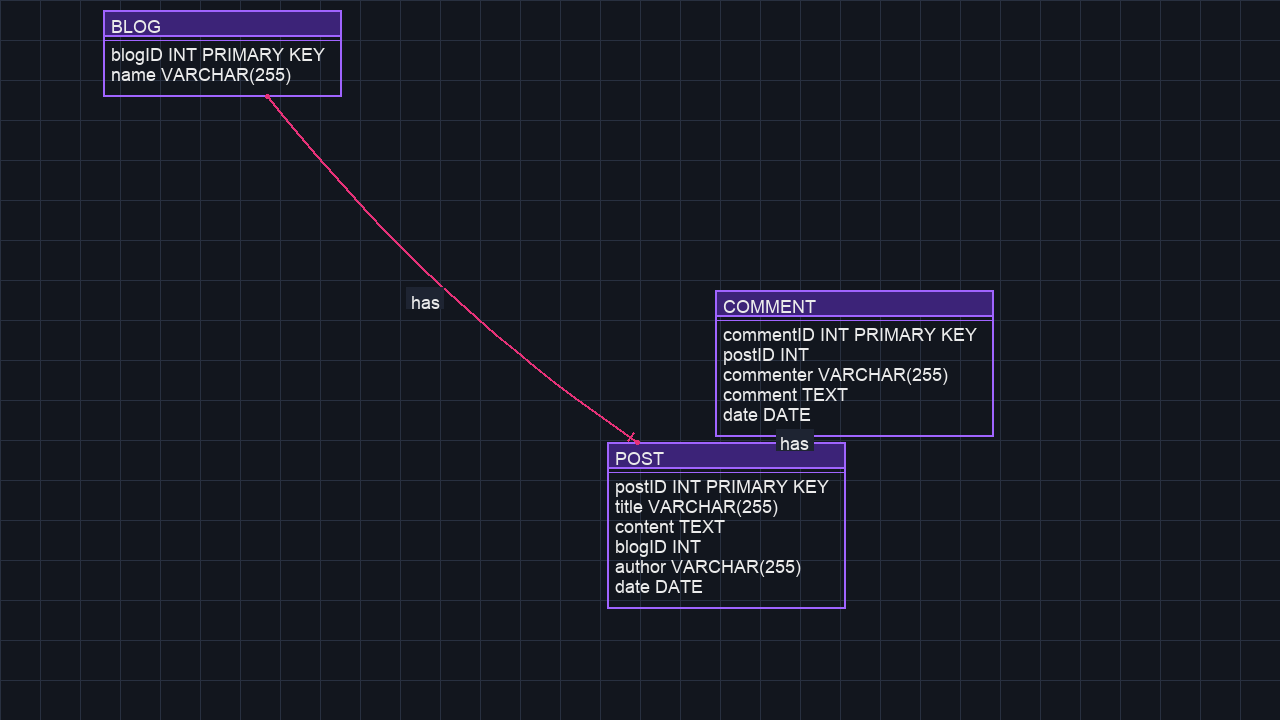 BLOG
blogID INT PRIMARY KEY
name VARCHAR(255)
has
COMMENT
commentID INT PRIMARY KEY
postID INT
commenter VARCHAR(255)
comment TEXT
date DATE
has
POST
postID INT PRIMARY KEY
title VARCHAR(255)
content TEXT
blogID INT
author VARCHAR(255)
date DATE